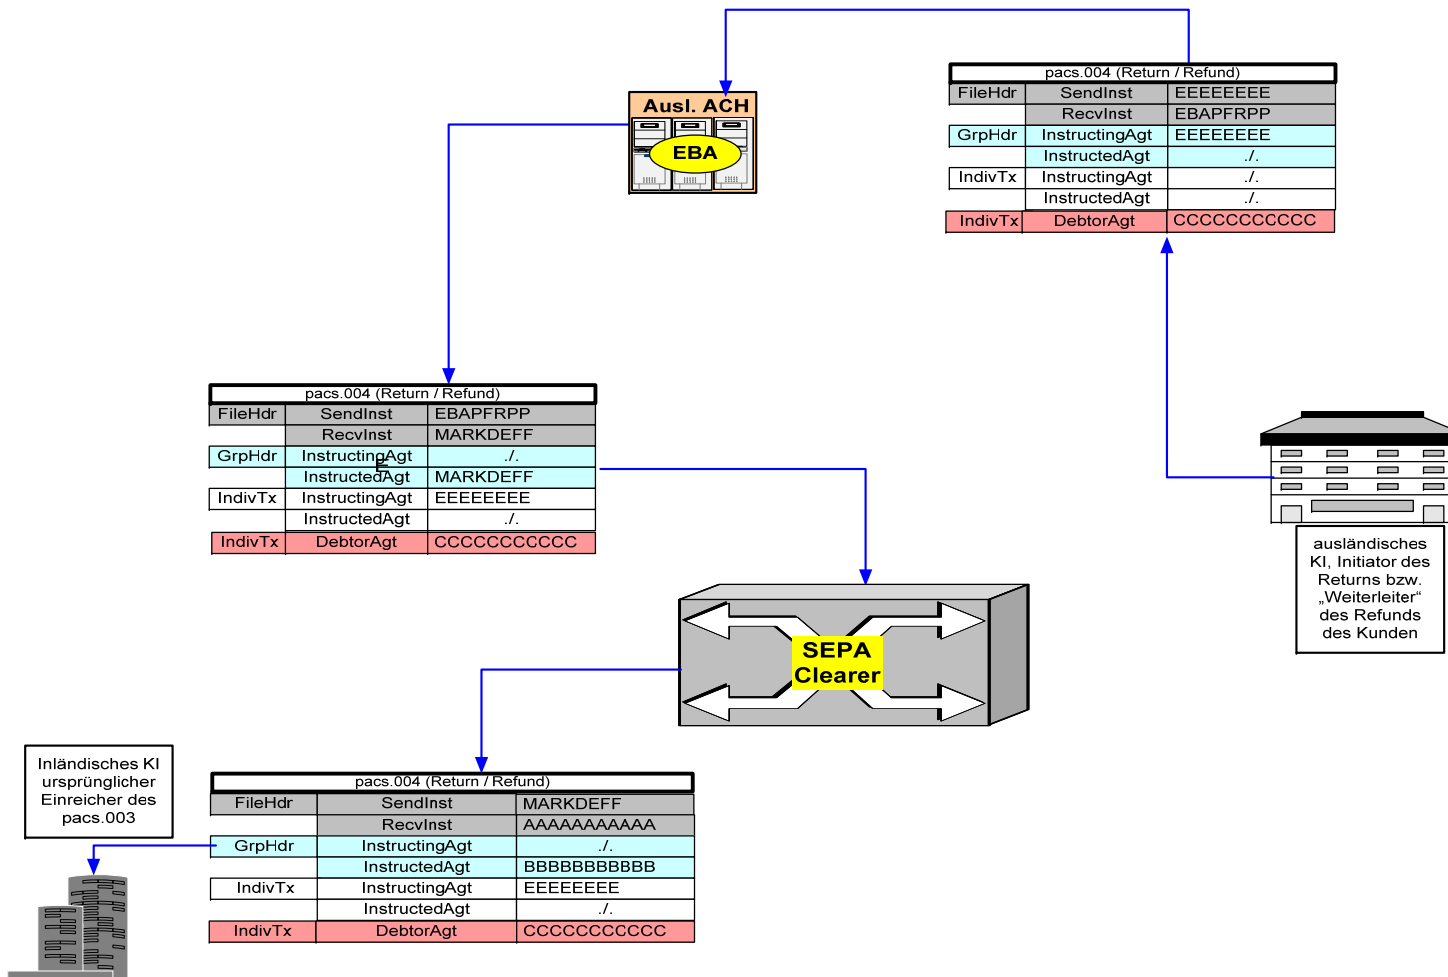 pacs.004 (Return / Refund)
FileHdr SendInst EEEEEEEE
RecvInst EBAPFRPP
GrpHdr InstructingAgt EEEEEEEE
InstructedAgt ./.
IndivTx InstructingAgt ./.
InstructedAgt ./.
IndivTx DebtorAgt CCCCCCCCCCC
Ausl. ACH
EBA
pacs.004 (Return / Refund)
FileHdr SendInst EBAPFRPP
RecvInst MARKDEFF
GrpHdr InstructingAgt ./.
E
InstructedAgt MARKDEFF
IndivTx InstructingAgt EEEEEEEE
InstructedAgt ./.
IndivTx DebtorAgt CCCCCCCCCCC
ausländisches
KI, Initiator des
Returns bzw.
„Weiterleiter“
des Refunds
des Kunden
SEPA
Clearer
Inländisches KI
ursprünglicher
Einreicher des
pacs.003
pacs.004 (Return / Refund)
FileHdr SendInst MARKDEFF
RecvInst AAAAAAAAAAA
GrpHdr InstructingAgt ./.
InstructedAgt BBBBBBBBBBB
IndivTx InstructingAgt EEEEEEEE
InstructedAgt ./.
IndivTx DebtorAgt CCCCCCCCCCC